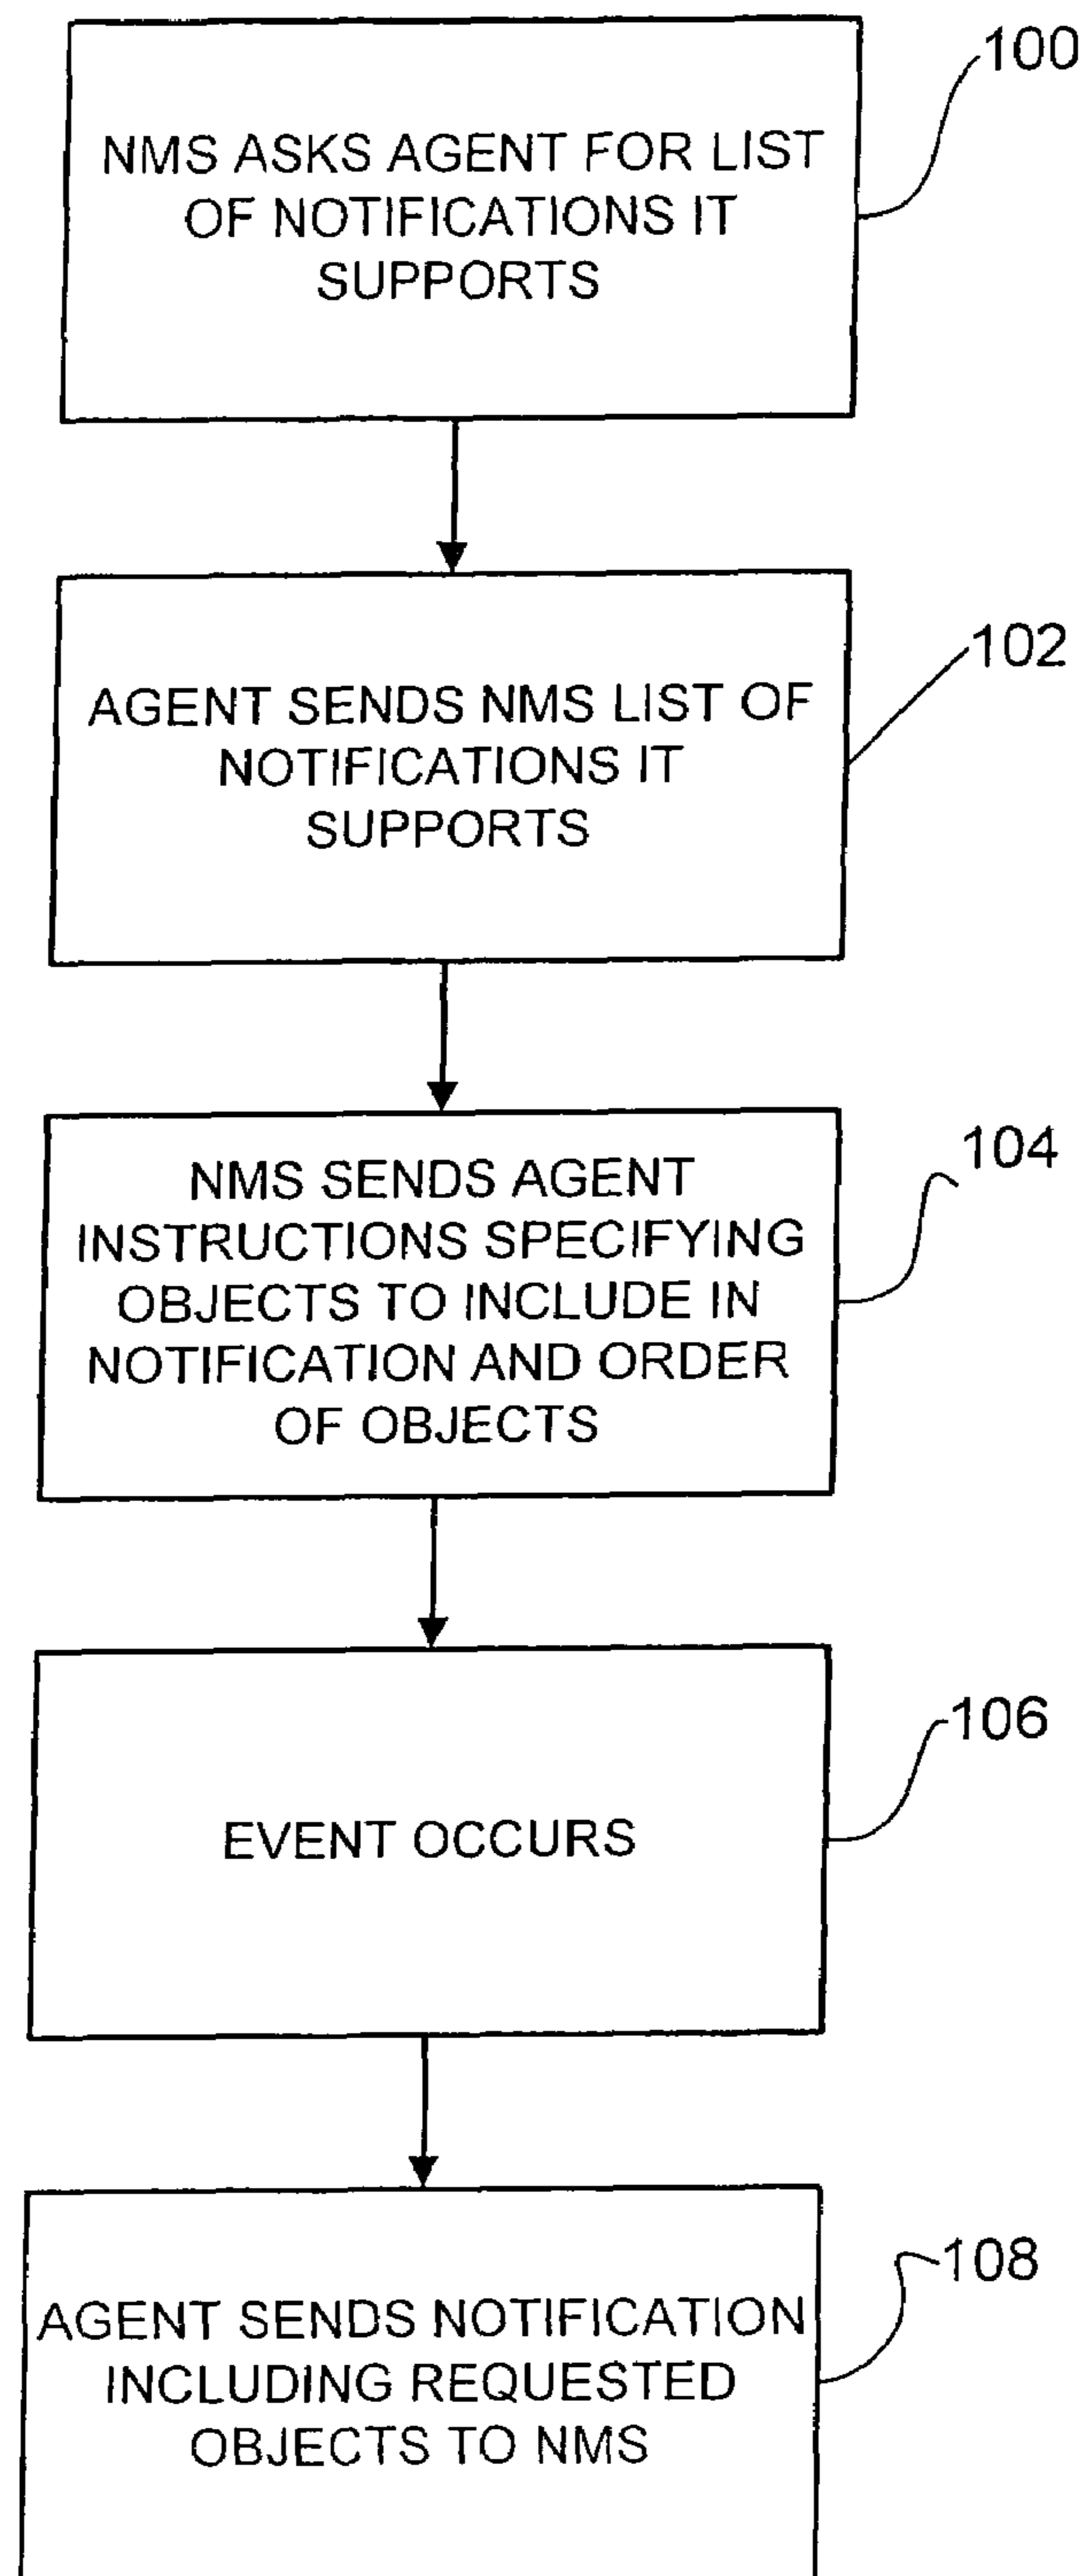 100
NMS ASKS AGENT FOR LIST
OF NOTIFICATIONS IT
SUPPORTS
102
AGENT SENDS NMS LIST OF
NOTIFICATIONS IT
SUPPORTS
104
NMS SENDS AGENT
INSTRUCTIONS SPECIFYING
OBJECTS TO INCLUDE IN
NOTIFICATION AND ORDER
OF OBJECTS
106
EVENT OCCURS
108
AGENT SENDS NOTIFICATION
INCLUDING REQUESTED
OBJECTS TO NMS